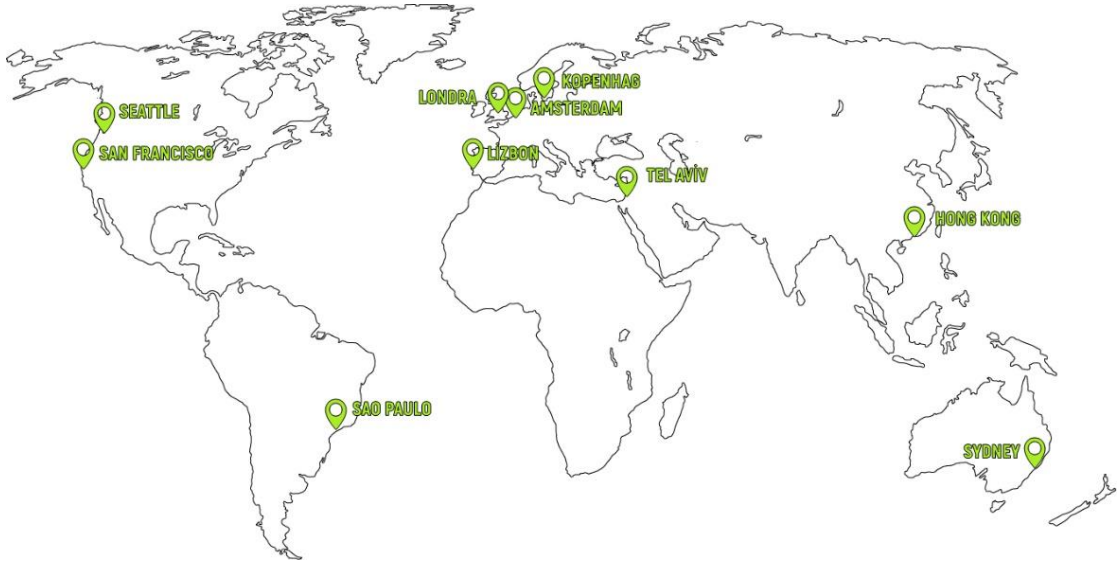 KOPENHAG
LONDRA
AMSTERDAM
SEATTLE
SAN FRANCISCO
LİZBON
TEL AVİV
HONG KONG
SAO PAULO
SYDNEY